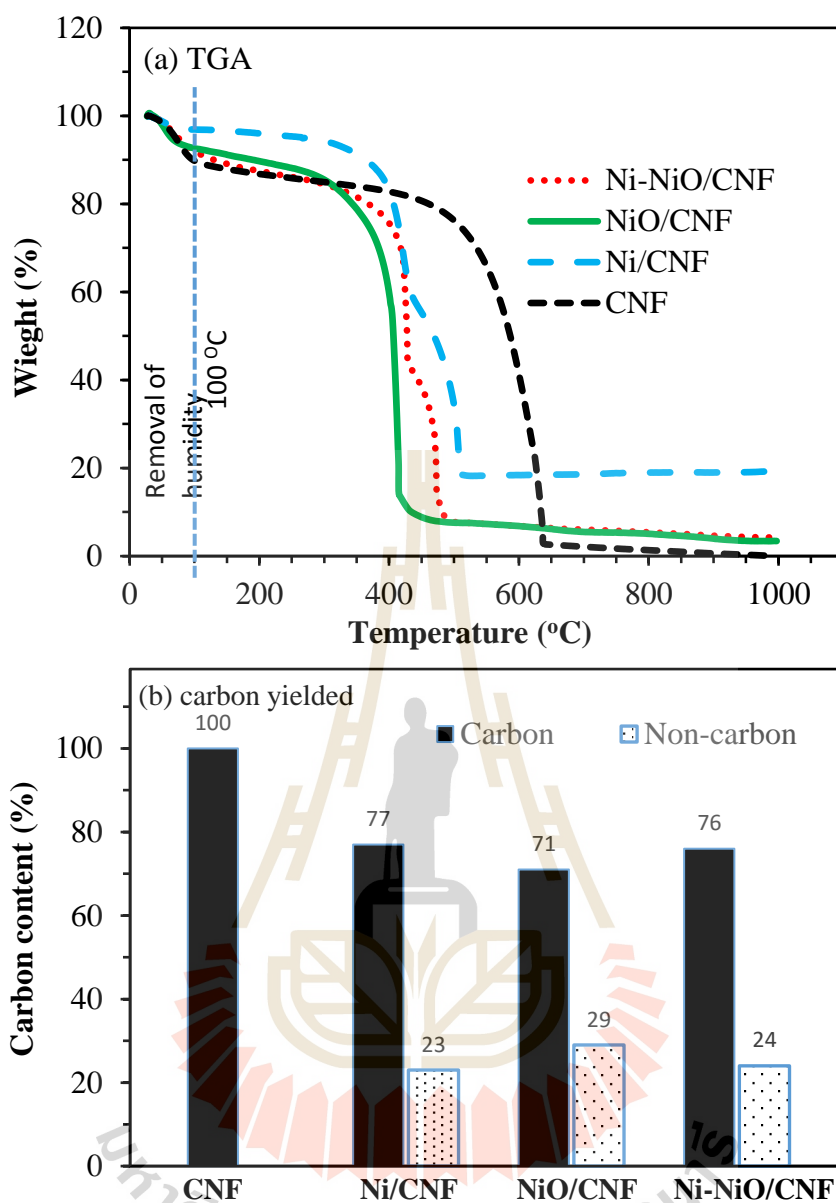 120
(a) TGA
100
80
60
40
20
0
Wieght (%)
Ni-NiO/CNF
NiO/CNF
Ni/CNF
CNF
Removal of
humidity
100 ºC
0
200
400
600
800
1000
Temperature (ºC)
(b) carbon yielded
Carbon
Non-carbon
100
80
60
40
20
0
Carbon content (%)
100
77
23
71
29
76
24
CNF
Ni/CNF
NiO/CNF
Ni-NiO/CNF